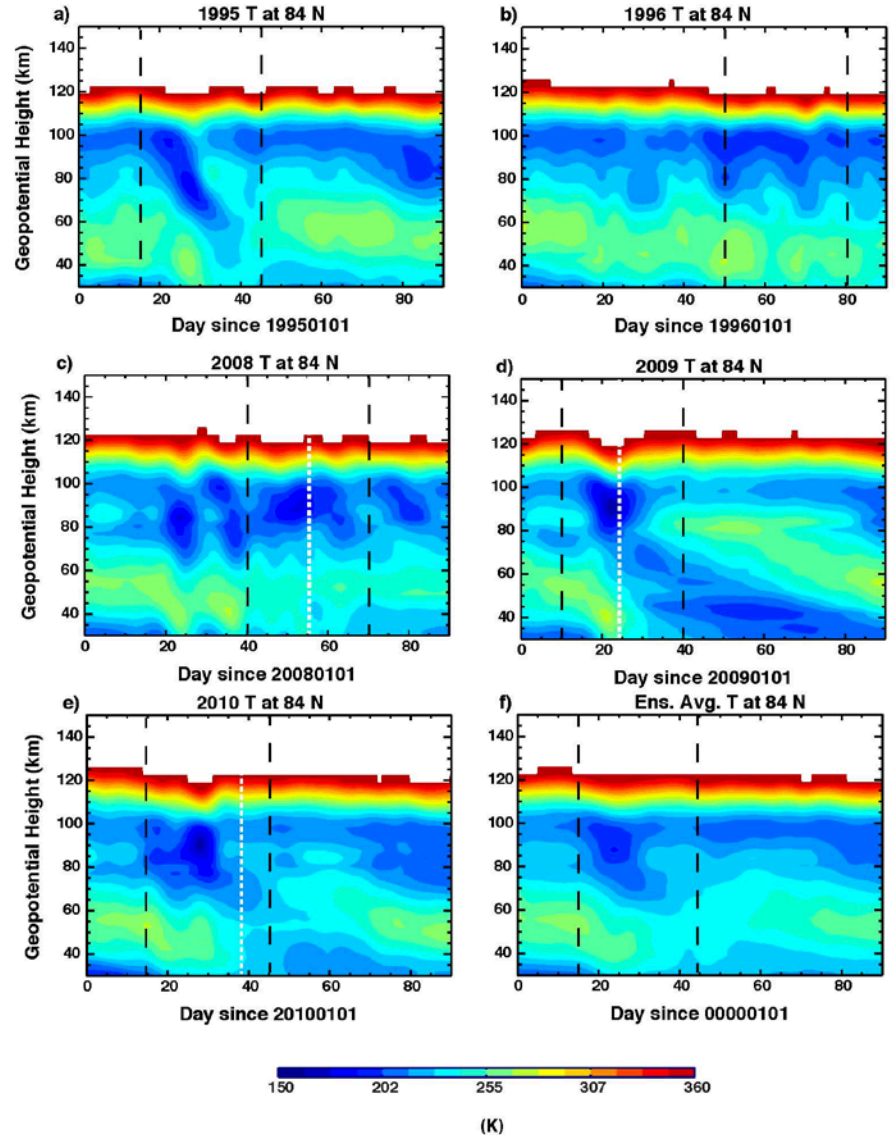 a) 1995 T at 84 N
b) 1996 T at 84 N
Geopotential Height (km)
140
120
100
80
60
40
0 20 40 60 80
Day since 19950101
140
120
100
80
60
40
0 20 40 60 80
Day since 19960101
c) 2008 T at 84 N
d) 2009 T at 84 N
Geopotential Height (km)
140
120
100
80
60
40
0 20 40 60 80
Day since 20080101
140
120
100
80
60
40
0 20 40 60 80
Day since 20090101
e) 2010 T at 84 N
f) Ens. Avg. T at 84 N
Geopotential Height (km)
140
120
100
80
60
40
0 20 40 60 80
Day since 20100101
140
120
100
80
60
40
0 20 40 60 80
Day since 00000101
150 202 255 307 360
(K)